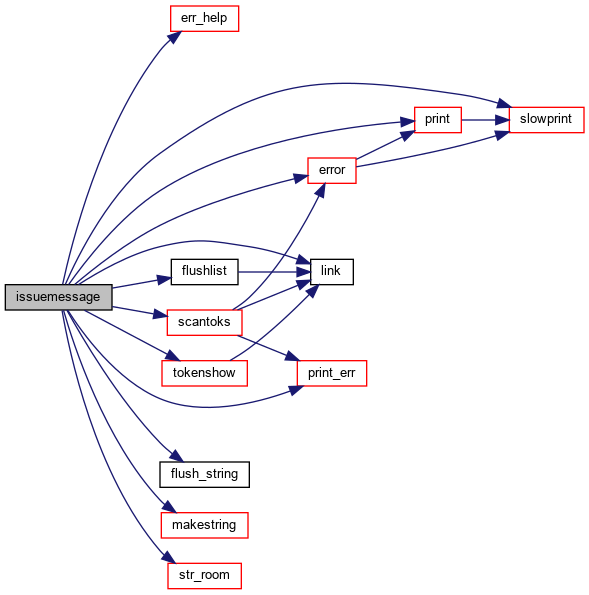 err_help
print
slowprint
error
flushlist
link
issuemessage
scantoks
tokenshow
print_err
flush_string
makestring
str_room